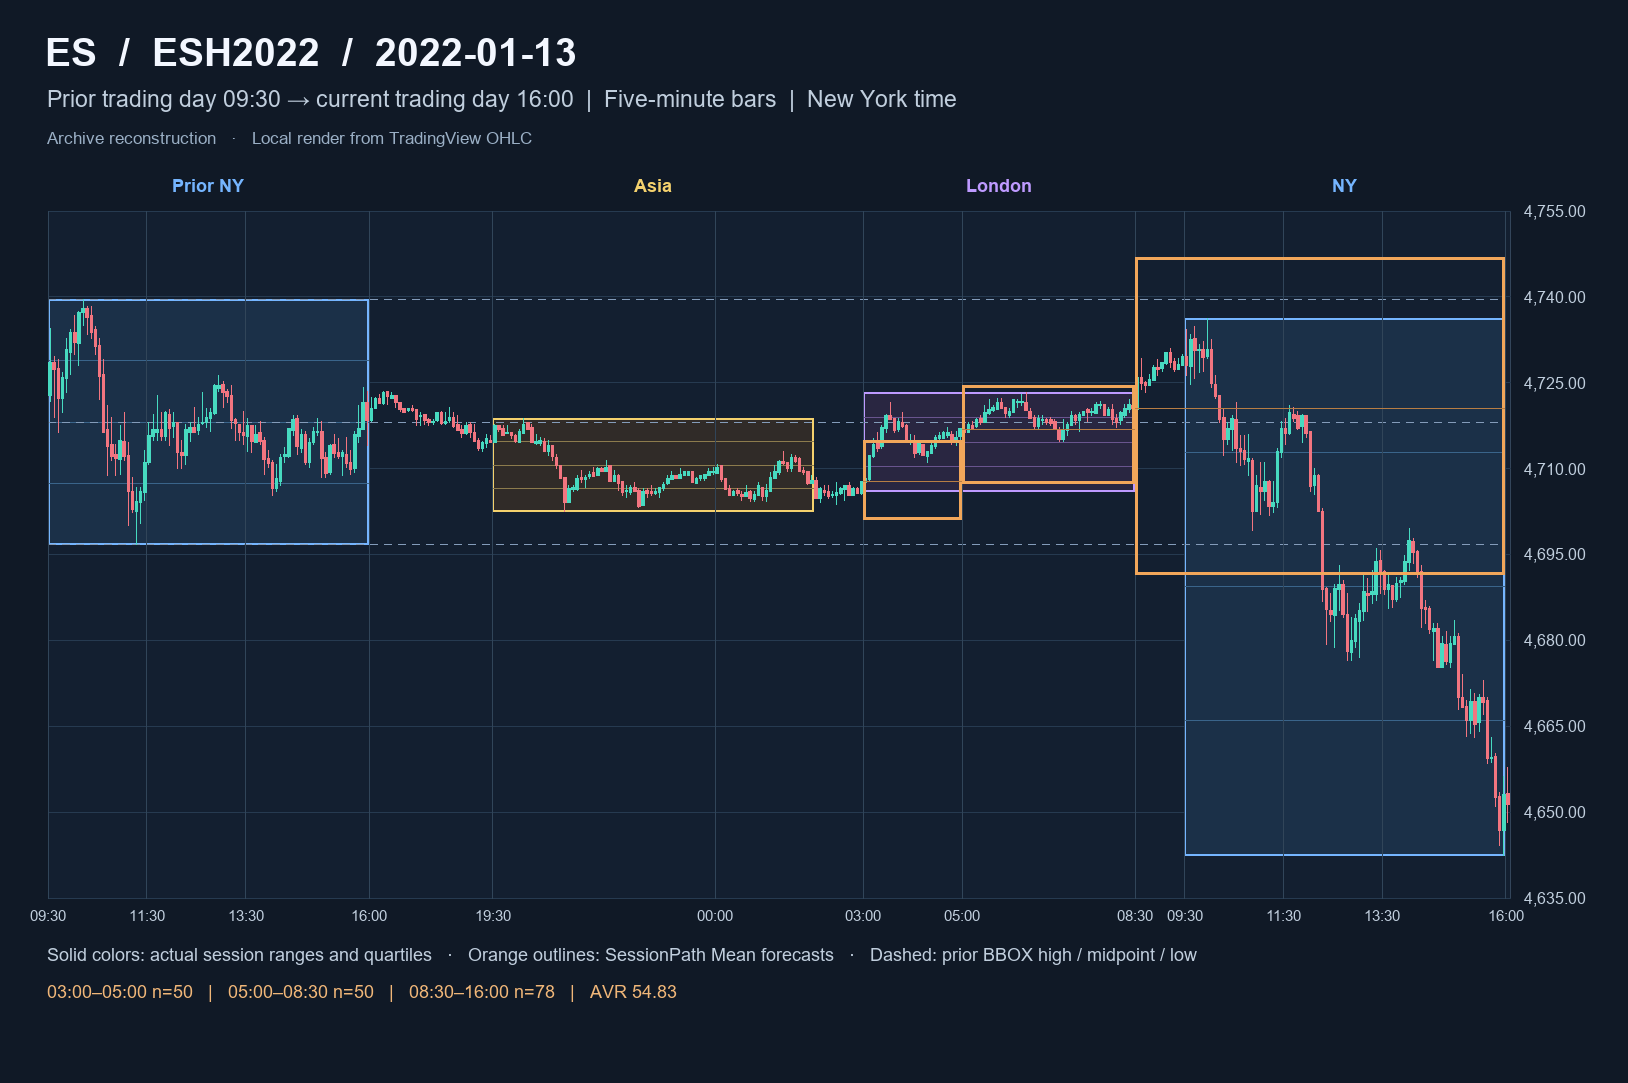 ES / ESH2022 / 2022-01-13
Prior trading day 09:30 → current trading day 16:00 | Five-minute bars | New York time
Archive reconstruction · Local render from TradingView OHLC
Prior NY Asia London NY
4,755.00
4,740.00
4,725.00
4,710.00
4,695.00
4,680.00
4,665.00
4,650.00
4,635.00
09:30 11:30 13:30 16:00 19:30 00:00 03:00 05:00 08:30 09:30 11:30 13:30 16:00
Solid colors: actual session ranges and quartiles · Orange outlines: SessionPath Mean forecasts · Dashed: prior BBOX high / midpoint / low
03:00–05:00 n=50 | 05:00–08:30 n=50 | 08:30–16:00 n=78 | AVR 54.83